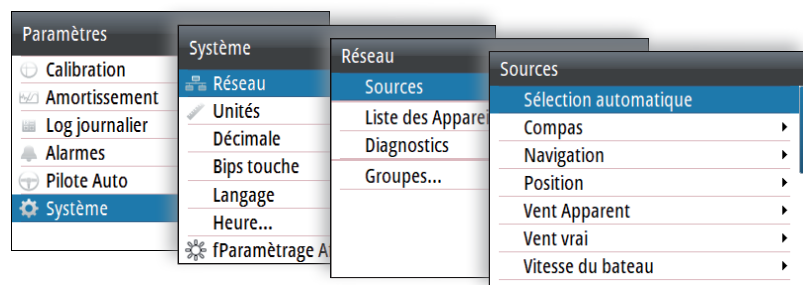 Paramètres
Calibration
Amortissement
Log journalier
Alarmes
Pilote Auto
Système
Système
Réseau
Unités
Décimale
Bips touche
Langage
Heure...
fParamètrage A
Réseau
Sources
Liste des Apparei
Diagnostics
Groupes...
Sources
Sélection automatique
Compas
Navigation
Position
Vent Apparent
Vent vrai
Vitesse du bateau